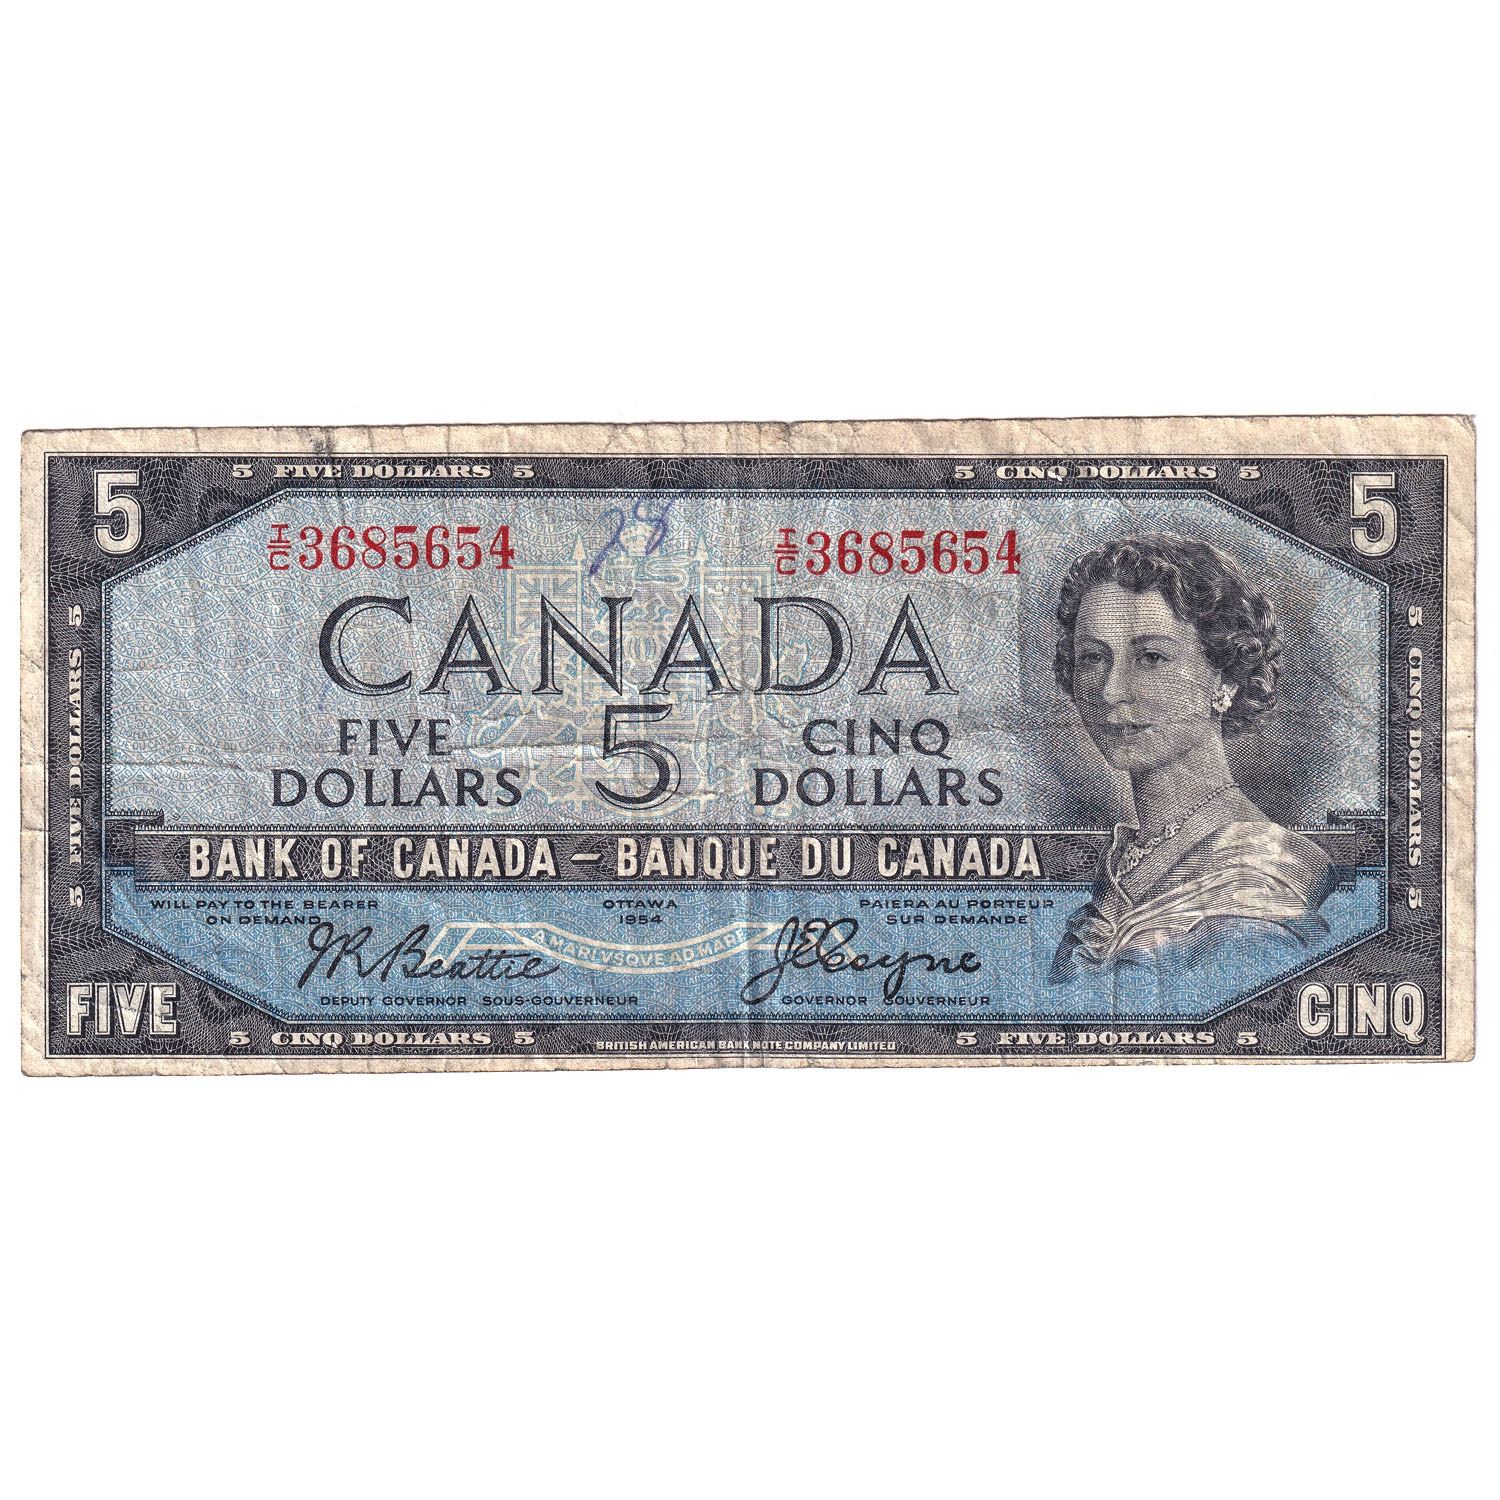 5 FIVE DOLLARS 5 5 CINQ DOLLARS 5
5 5
I/C 3685654 28 I/C 3685654
CANADA
FIVE DOLLARS 5 CINQ DOLLARS
5 FIVE DOLLARS 5
5 CINQ DOLLARS 5
BANK OF CANADA – BANQUE DU CANADA
WILL PAY TO THE BEARER ON DEMAND
OTTAWA
1954
PAIERA AU PORTEUR SUR DEMANDE
A MARI VSQVE AD MARE
JR Beattie
J E Coyne
DEPUTY GOVERNOR SOUS-GOUVERNEUR
GOVERNOR GOUVERNEUR
FIVE CINQ
5 CINQ DOLLARS 5 BRITISH AMERICAN BANK NOTE COMPANY LIMITED 5 FIVE DOLLARS 5